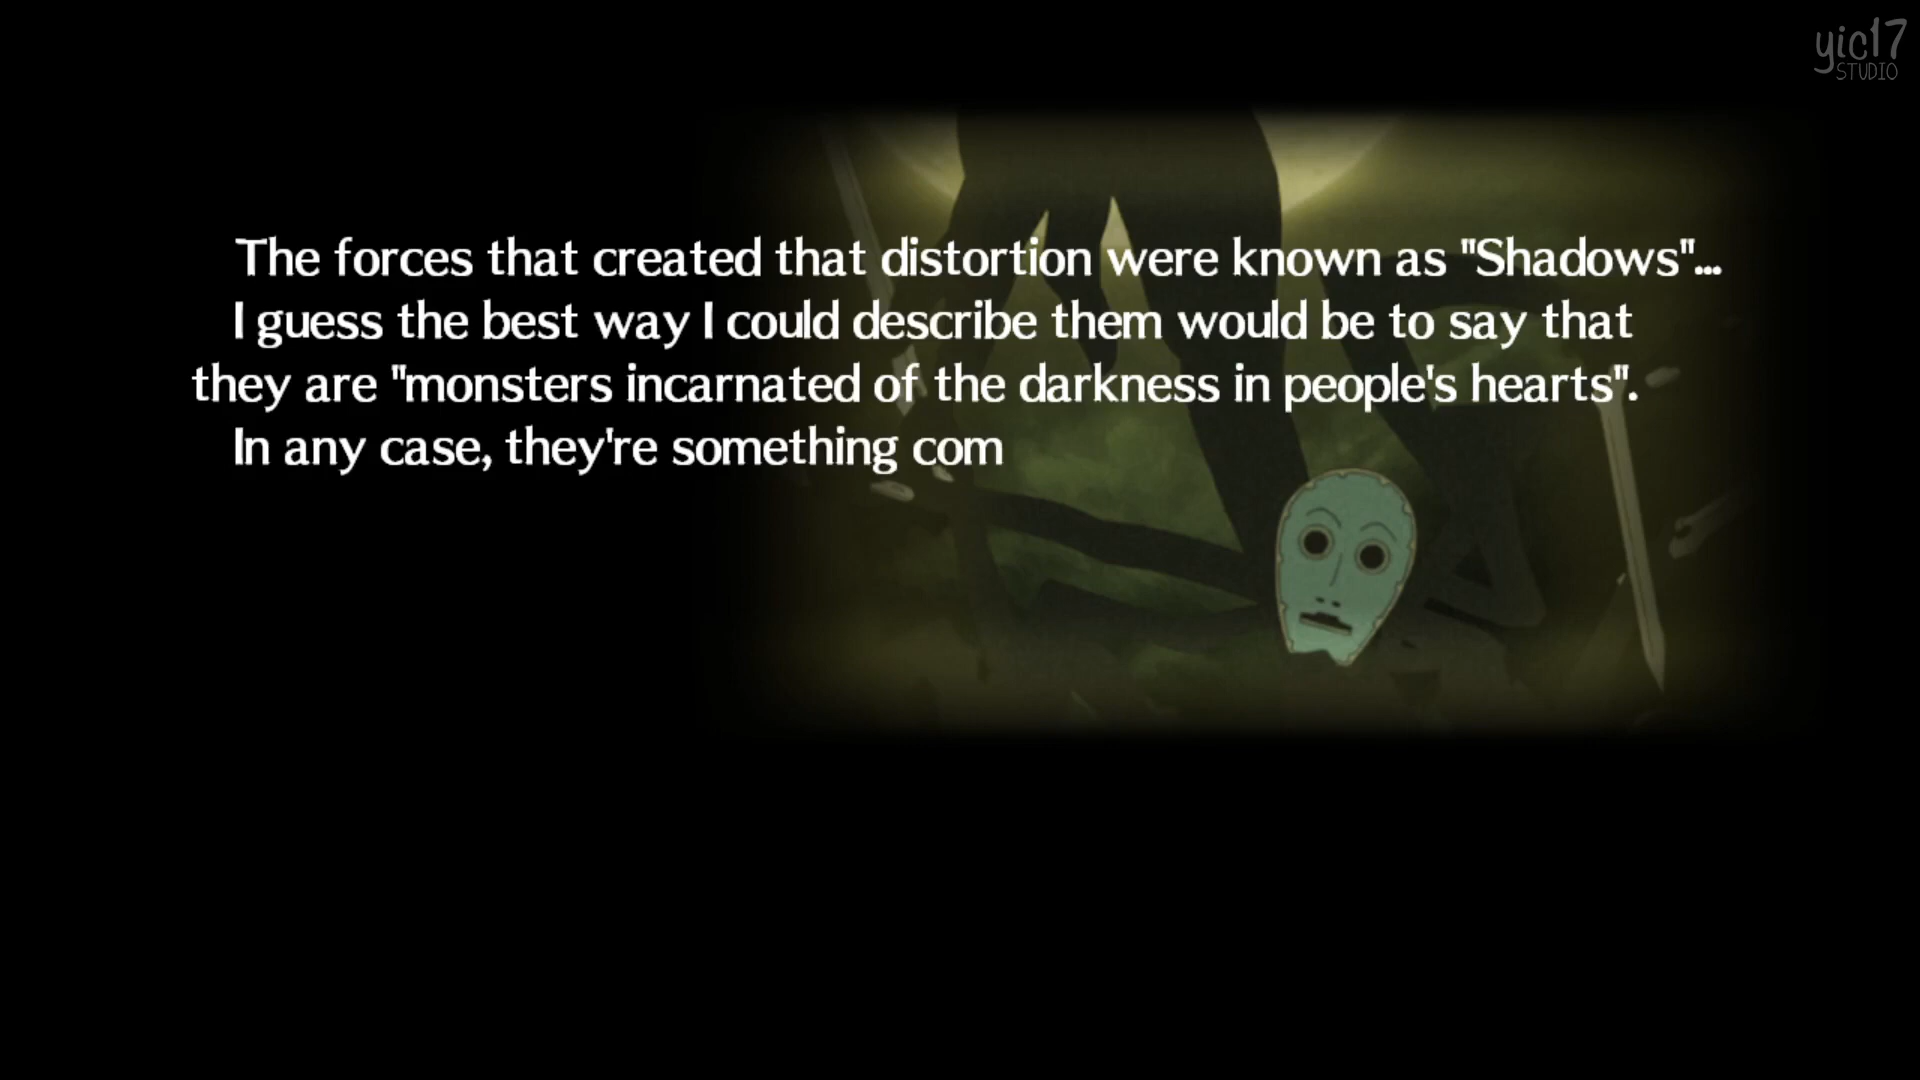 yic17
STUDIO
The forces that created that distortion were known as "Shadows"...
I guess the best way I could describe them would be to say that
they are "monsters incarnated of the darkness in people's hearts".
In any case, they're something com